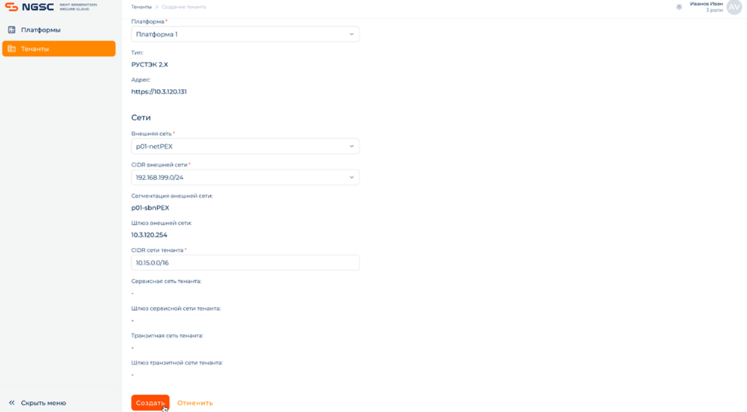 NGSC NEXT GENERATION
SECURE CLOUD
Тенанты > Создание тенанта
Иванов Иван
3 роли
AV
Платформы
Тенанты
Платформа *
Платформа 1
Тип:
РУСТЭК 2.X
Адрес:
https://10.3.120.131
Сети
Внешняя сеть *
p01-netPEX
CIDR внешней сети *
192.168.199.0/24
Сегментация внешней сети:
p01-sbnPEX
Шлюз внешней сети:
10.3.120.254
CIDR сети тенанта *
10.15.0.0/16
Сервисная сеть тенанта:
-
Шлюз сервисной сети тенанта:
-
Транзитная сеть тенанта:
-
Шлюз транзитной сети тенанта:
-
Скрыть меню
Создать
Отменить